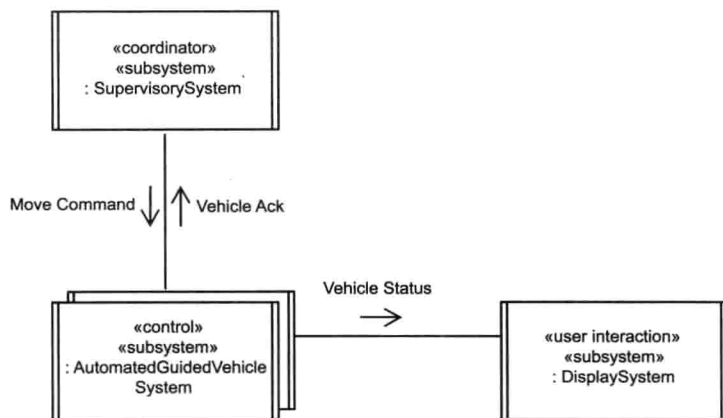 «coordinator»
«subsystem»
: SupervisorySystem
Move Command
Vehicle Ack
Vehicle Status
«control»
«subsystem»
: AutomatedGuidedVehicle
System
«user interaction»
«subsystem»
: DisplaySystem